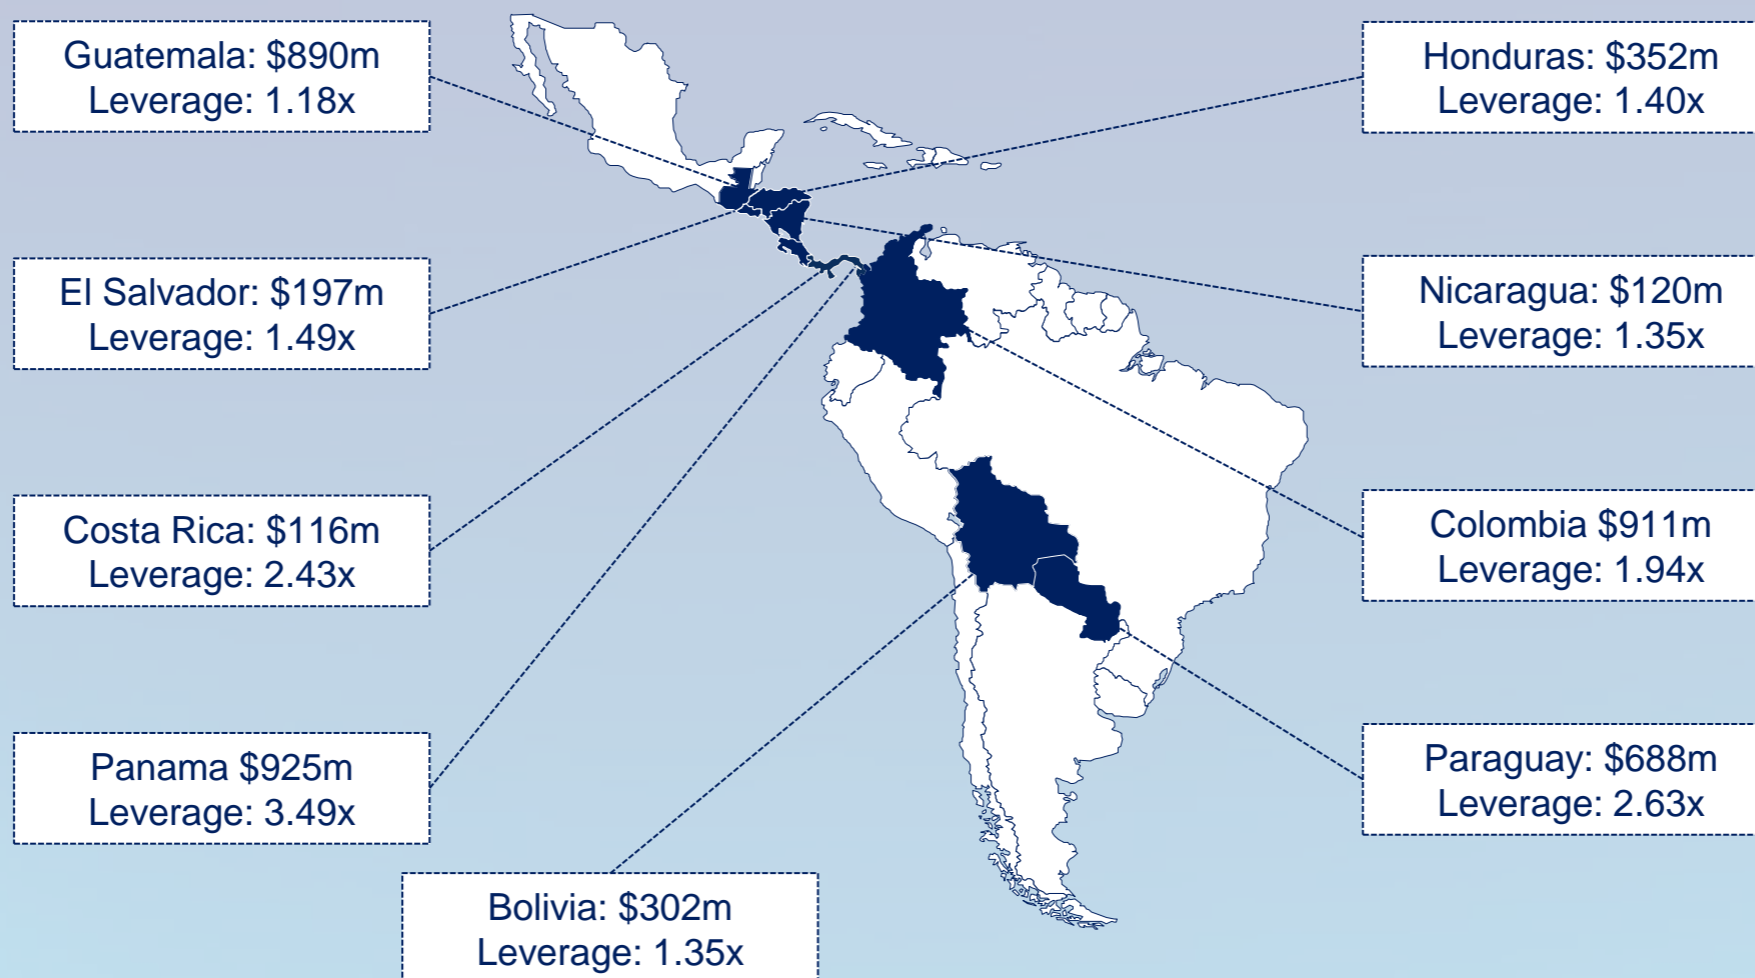 Guatemala: $890m
Leverage: 1.18x
Honduras: $352m
Leverage: 1.40x
El Salvador: $197m
Leverage: 1.49x
Nicaragua: $120m
Leverage: 1.35x
Costa Rica: $116m
Leverage: 2.43x
Colombia $911m
Leverage: 1.94x
Panama $925m
Leverage: 3.49x
Paraguay: $688m
Leverage: 2.63x
Bolivia: $302m
Leverage: 1.35x